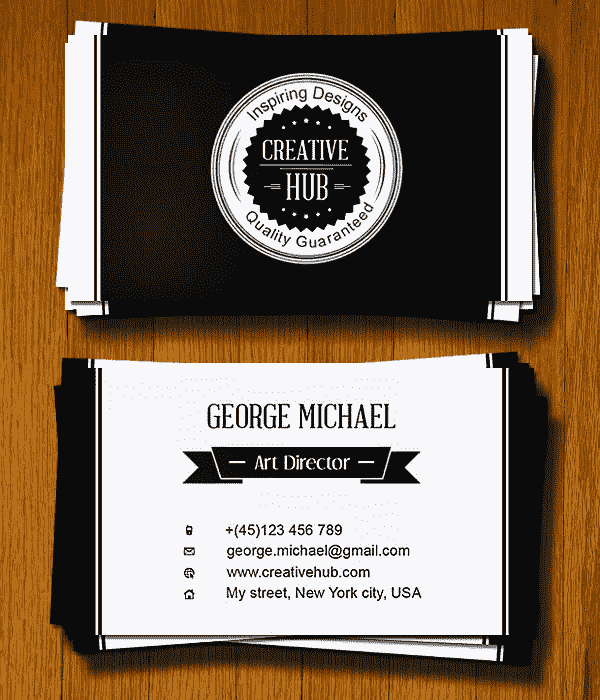 Inspiring Designs
CREATIVE
HUB
Quality Guaranteed
GEORGE MICHAEL
Art Director
+(45)123 456 789
george.michael@gmail.com
www.creativehub.com
My street, New York city, USA